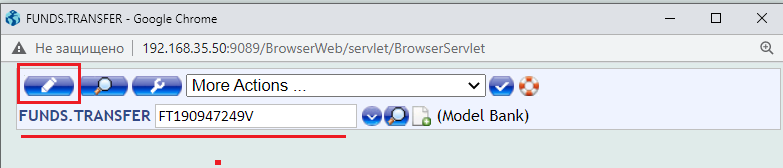 FUNDS.TRANSFER - Google Chrome
Не защищено 192.168.35.50:9089/BrowserWeb/servlet/BrowserServlet
More Actions ...
FUNDS.TRANSFER FT190947249V (Model Bank)